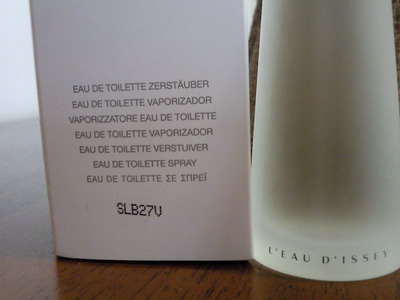 EAU DE TOILETTE ZERSTÄUBER
EAU DE TOILETTE VAPORIZADOR
VAPORIZZATORE EAU DE TOILETTE
EAU DE TOILETTE VAPORIZADOR
EAU DE TOILETTE VERSTUIVER
EAU DE TOILETTE SPRAY
EAU DE TOILETTE ΣΕ ΣΠΡΕΪ
SLB27V
L'EAU D'ISSEY